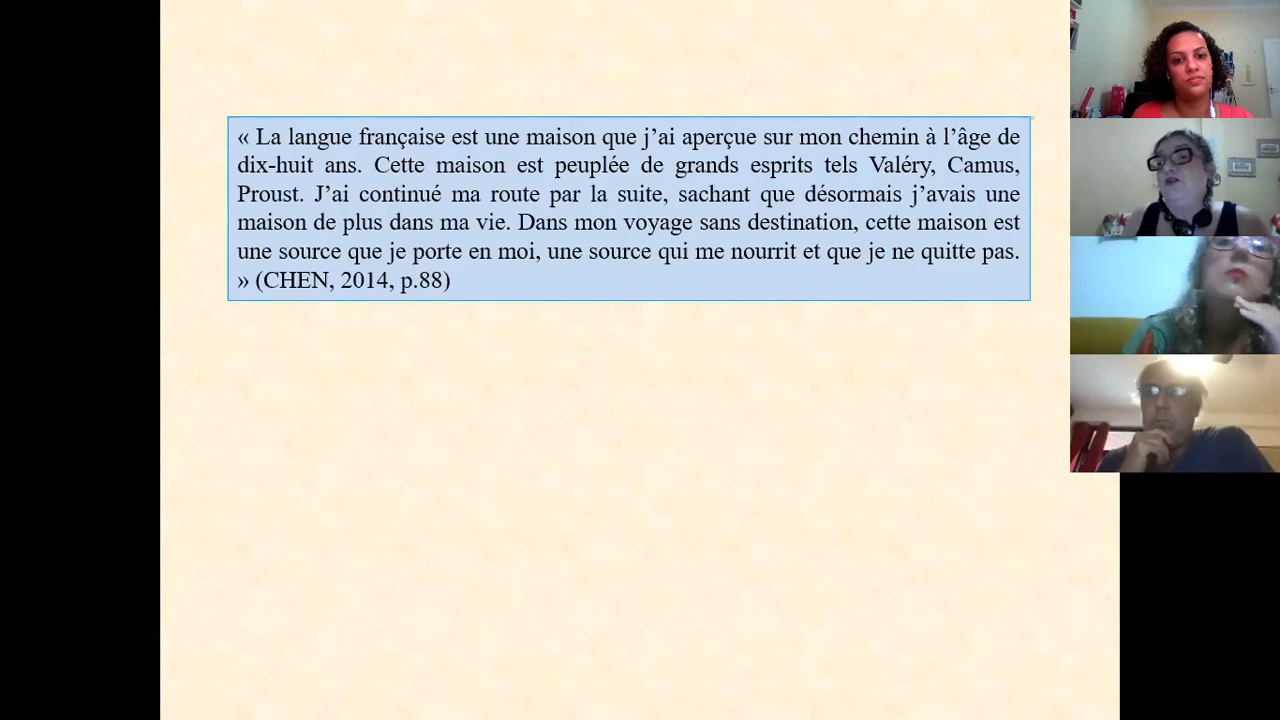 « La langue française est une maison que j’ai aperçue sur mon chemin à l’âge de
dix-huit ans. Cette maison est peuplée de grands esprits tels Valéry, Camus,
Proust. J’ai continué ma route par la suite, sachant que désormais j’avais une
maison de plus dans ma vie. Dans mon voyage sans destination, cette maison est
une source que je porte en moi, une source qui me nourrit et que je ne quitte pas.
» (CHEN, 2014, p.88)